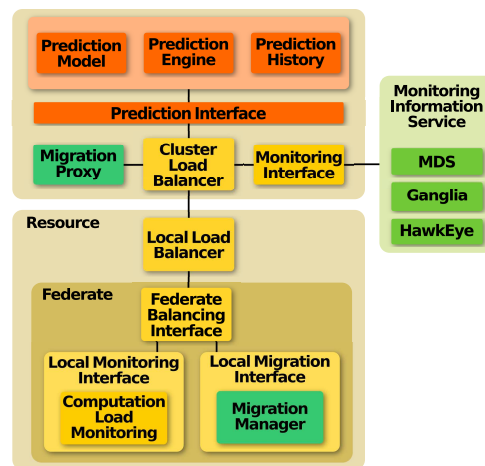 Prediction
Model
Prediction
Engine
Prediction
History
Prediction Interface
Migration
Proxy
Cluster
Load
Balancer
Monitoring
Interface
Monitoring
Information
Service
MDS
Ganglia
HawkEye
Resource
Local Load
Balancer
Federate
Federate
Balancing
Interface
Local Monitoring
Interface
Computation
Load
Monitoring
Local Migration
Interface
Migration
Manager